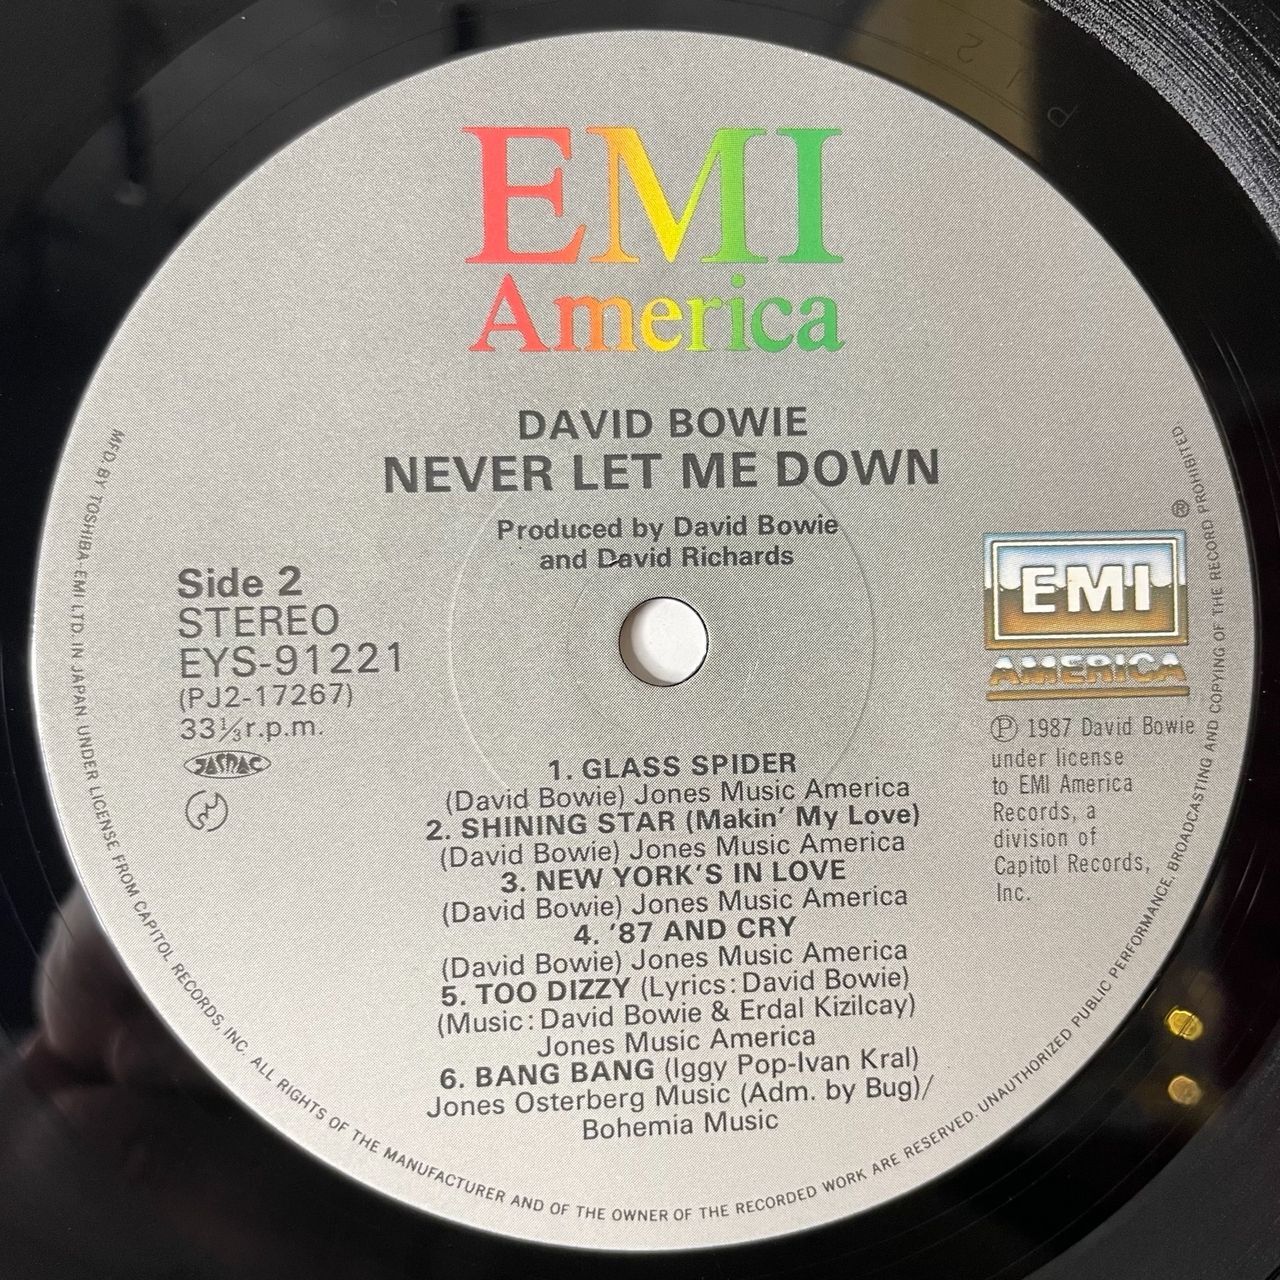 EMI
America
DAVID BOWIE
NEVER LET ME DOWN
Produced by David Bowie
and David Richards
Side 2
STEREO
EYS-91221
(PJ2-17267)
33⅓r.p.m.
JASRAC
EMI
AMERICA
®
Ⓟ 1987 David Bowie
under license
to EMI America
Records, a
division of
Capitol Records,
Inc.
1. GLASS SPIDER
(David Bowie) Jones Music America
2. SHINING STAR (Makin' My Love)
(David Bowie) Jones Music America
3. NEW YORK'S IN LOVE
(David Bowie) Jones Music America
4. '87 AND CRY
(David Bowie) Jones Music America
5. TOO DIZZY (Lyrics: David Bowie)
(Music: David Bowie & Erdal Kizilcay)
Jones Music America
6. BANG BANG (Iggy Pop-Ivan Kral)
Jones Osterberg Music (Adm. by Bug)/
Bohemia Music
MFD. BY TOSHIBA-EMI LTD. IN JAPAN UNDER LICENSE FROM CAPITOL RECORDS, INC. ALL RIGHTS OF THE MANUFACTURER AND OF THE OWNER OF THE RECORDED WORK ARE RESERVED. UNAUTHORIZED PUBLIC PERFORMANCE, BROADCASTING AND COPYING OF THE RECORD PROHIBITED